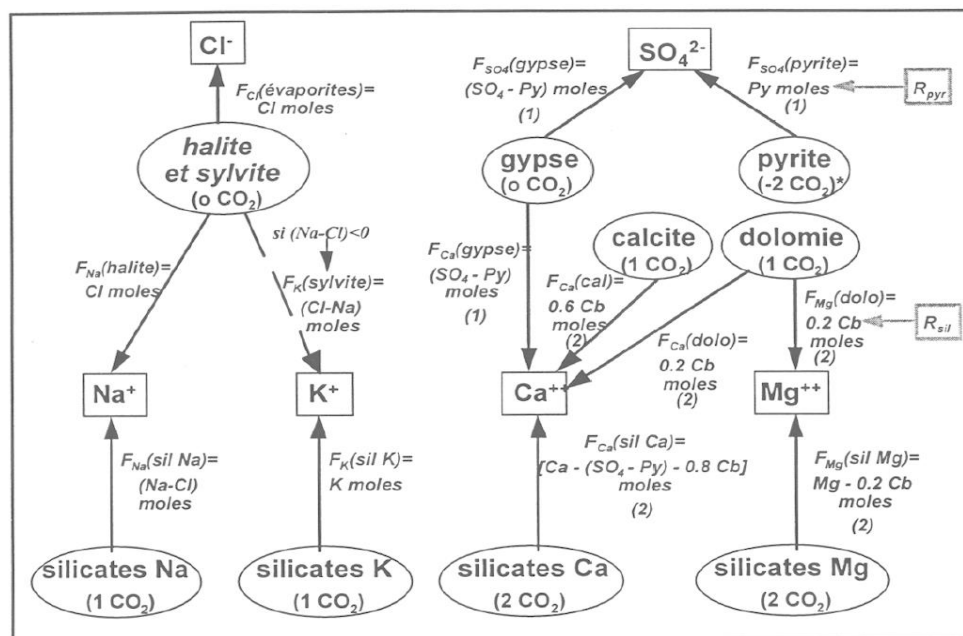 Cl-
F_Cl(évaporites)=
Cl moles
halite
et sylvite
(o CO2)
si (Na-Cl)<0
F_Na(halite)=
Cl moles
F_K(sylvite)=
(Cl-Na)
moles
Na+
K+
F_Na(sil Na)=
(Na-Cl)
moles
F_K(sil K)=
K moles
silicates Na
(1 CO2)
silicates K
(1 CO2)
SO4 2-
F_SO4(gypse)=
(SO4 - Py) moles
(1)
F_SO4(pyrite)=
Py moles
(1)
R_pyr
gypse
(o CO2)
pyrite
(-2 CO2)*
calcite
(1 CO2)
dolomie
(1 CO2)
F_Ca(gypse)=
(SO4 - Py)
moles
(1)
F_Ca(cal)=
0.6 Cb
moles
(2)
F_Ca(dolo)=
0.2 Cb
moles
(2)
F_Mg(dolo)=
0.2 Cb
moles
(2)
R_sil
Ca++
Mg++
F_Ca(sil Ca)=
[Ca - (SO4 - Py) - 0.8 Cb]
moles
(2)
F_Mg(sil Mg)=
Mg - 0.2 Cb
moles
(2)
silicates Ca
(2 CO2)
silicates Mg
(2 CO2)